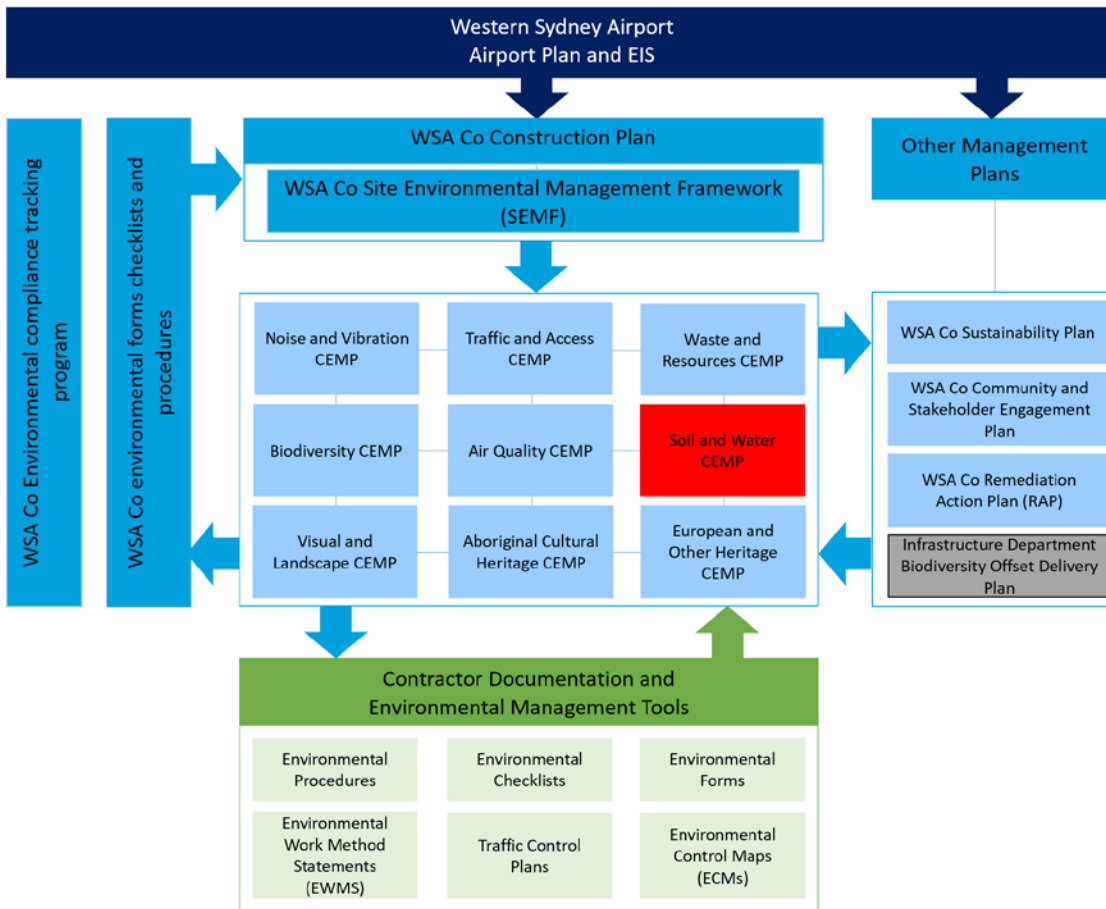 Western Sydney Airport
Airport Plan and EIS
WSA Co Environmental compliance tracking
program
WSA Co environmental forms checklists and
procedures
WSA Co Construction Plan
WSA Co Site Environmental Management Framework
(SEMF)
Other Management
Plans
Noise and Vibration
CEMP
Traffic and Access
CEMP
Waste and
Resources CEMP
Biodiversity CEMP
Air Quality CEMP
Soil and Water
CEMP
Visual and
Landscape CEMP
Aboriginal Cultural
Heritage CEMP
European and
Other Heritage
CEMP
WSA Co Sustainability Plan
WSA Co Community and
Stakeholder Engagement
Plan
WSA Co Remediation
Action Plan (RAP)
Infrastructure Department
Biodiversity Offset Delivery
Plan
Contractor Documentation and
Environmental Management Tools
Environmental
Procedures
Environmental
Checklists
Environmental
Forms
Environmental
Work Method
Statements
(EWMS)
Traffic Control
Plans
Environmental
Control Maps
(ECMs)